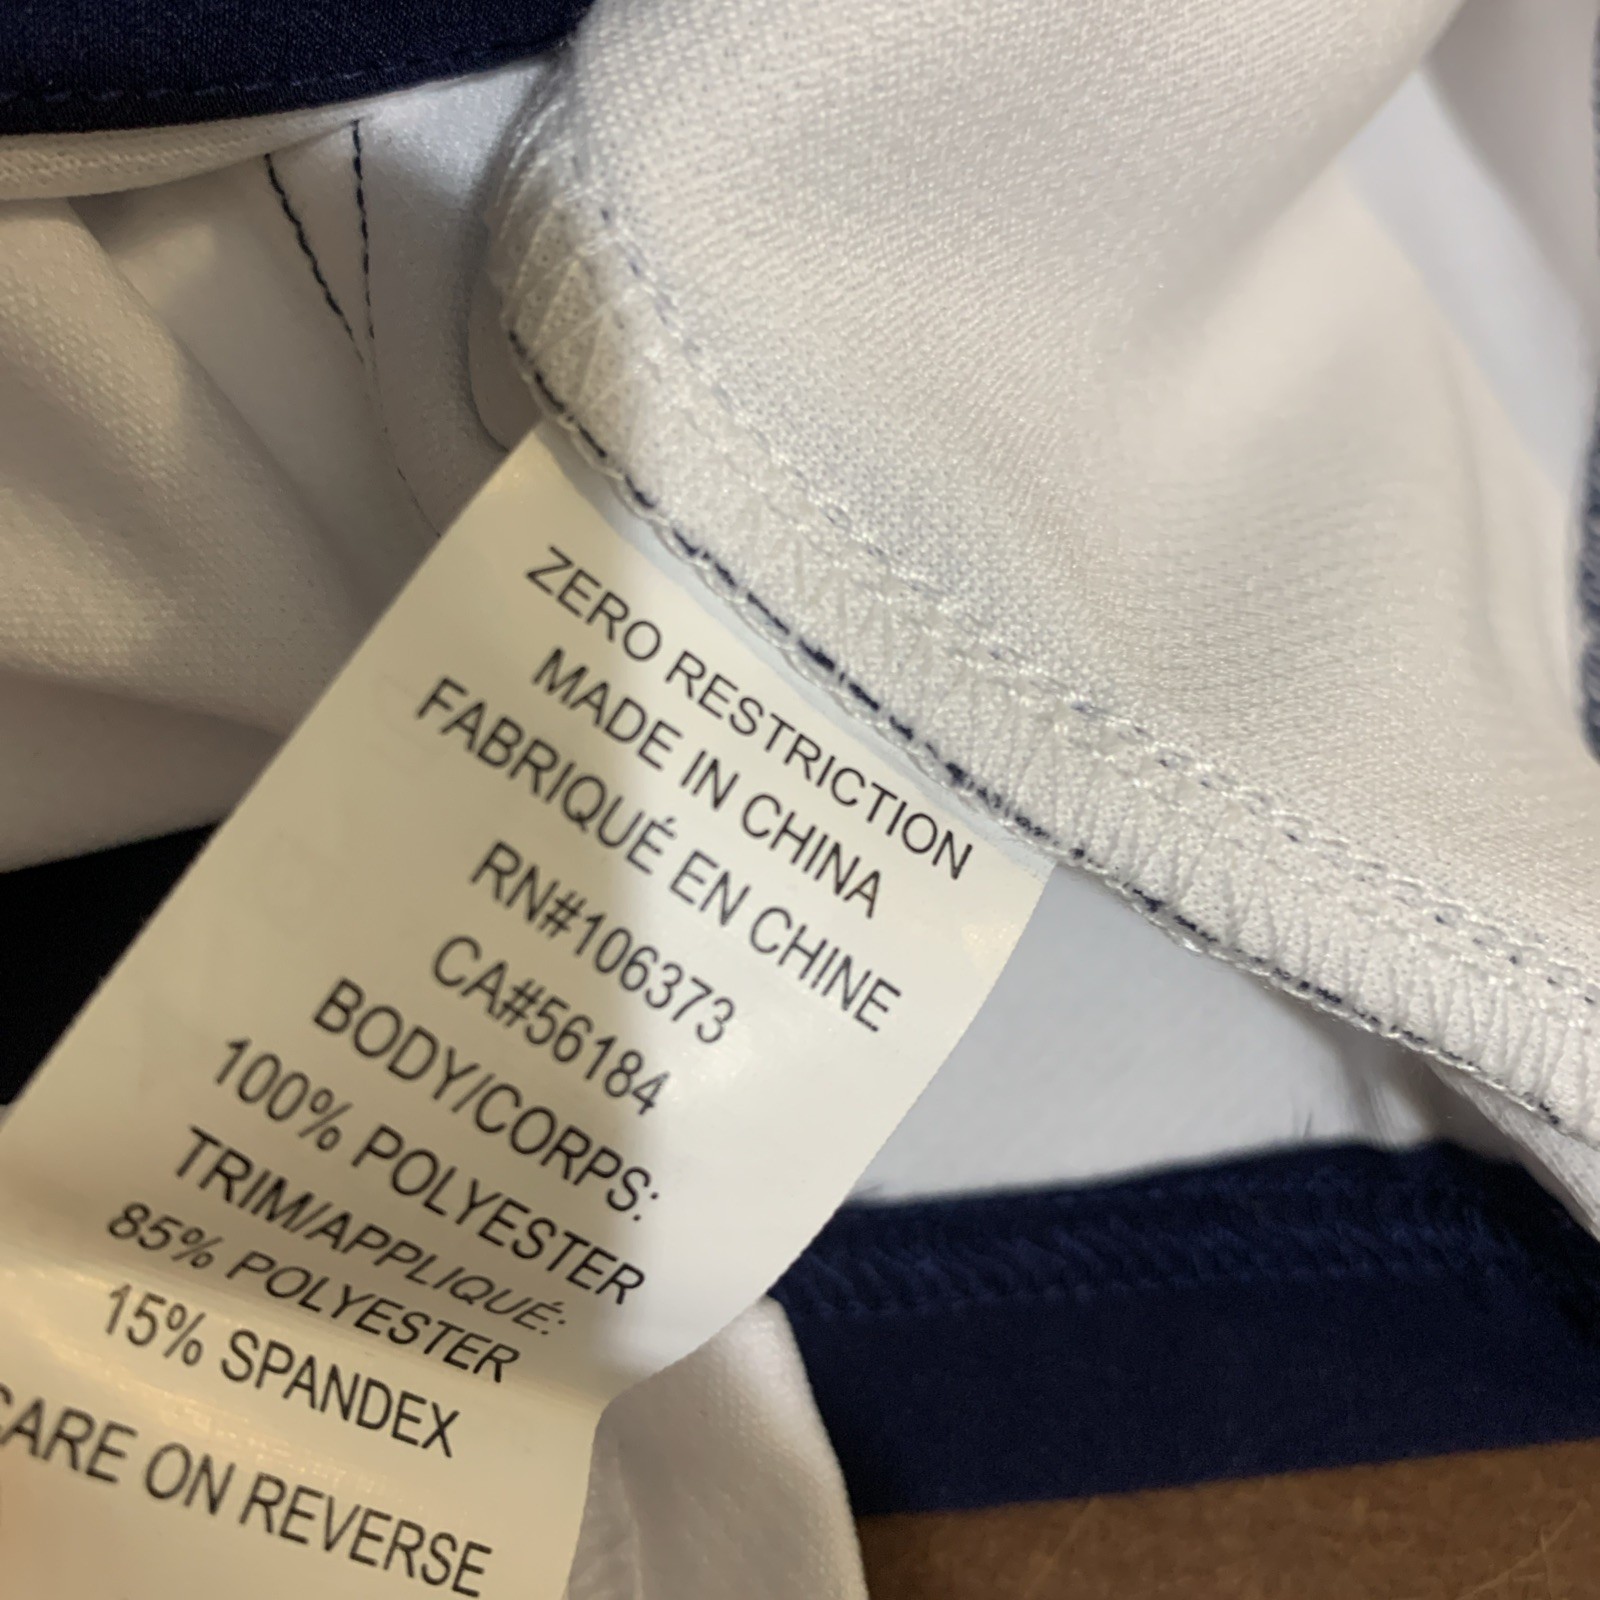 ZERO RESTRICTION
MADE IN CHINA
FABRIQUÉ EN CHINE
RN#106373
CA#56184
BODY/CORPS:
100% POLYESTER
TRIM/APPLIQUÉ:
85% POLYESTER
15% SPANDEX
CARE ON REVERSE